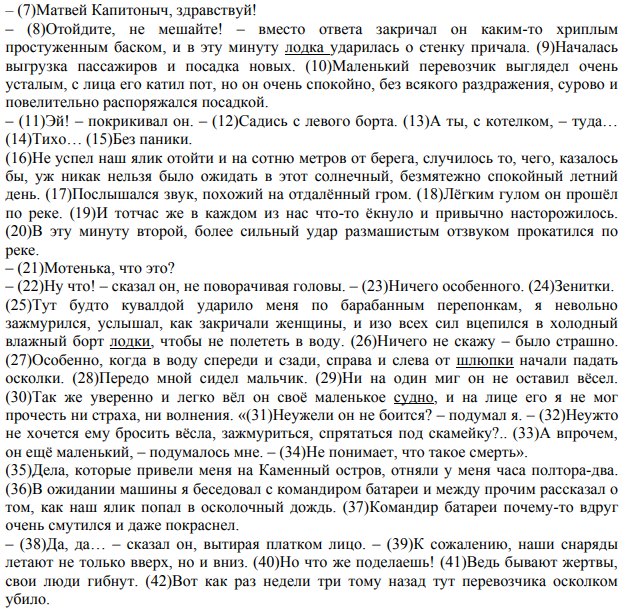 – (7)Матвей Капитоныч, здравствуй!
– (8)Отойдите, не мешайте! – вместо ответа закричал он каким-то хриплым
простуженным баском, и в эту минуту лодка ударилась о стенку причала. (9)Началась
выгрузка пассажиров и посадка новых. (10)Маленький перевозчик выглядел очень
усталым, с лица его катил пот, но он очень спокойно, без всякого раздражения, сурово и
повелительно распоряжался посадкой.
– (11)Эй! – покрикивал он. – (12)Садись с левого борта. (13)А ты, с котелком, – туда…
(14)Тихо… (15)Без паники.
(16)Не успел наш ялик отойти и на сотню метров от берега, случилось то, чего, казалось
бы, уж никак нельзя было ожидать в этот солнечный, безмятежно спокойный летний
день. (17)Послышался звук, похожий на отдалённый гром. (18)Лёгким гулом он прошёл
по реке. (19)И тотчас же в каждом из нас что-то ёкнуло и привычно насторожилось.
(20)В эту минуту второй, более сильный удар размашистым отзвуком прокатился по
реке.
– (21)Мотенька, что это?
– (22)Ну что! – сказал он, не поворачивая головы. – (23)Ничего особенного. (24)Зенитки.
(25)Тут будто кувалдой ударило меня по барабанным перепонкам, я невольно
зажмурился, услышал, как закричали женщины, и изо всех сил вцепился в холодный
влажный борт лодки, чтобы не полететь в воду. (26)Ничего не скажу – было страшно.
(27)Особенно, когда в воду спереди и сзади, справа и слева от шлюпки начали падать
осколки. (28)Передо мной сидел мальчик. (29)Ни на один миг он не оставил вёсел.
(30)Так же уверенно и легко вёл он своё маленькое судно, и на лице его я не мог
прочесть ни страха, ни волнения. «(31)Неужели он не боится? – подумал я. – (32)Неужто
не хочется ему бросить вёсла, зажмуриться, спрятаться под скамейку?.. (33)А впрочем,
он ещё маленький, – подумалось мне. – (34)Не понимает, что такое смерть».
(35)Дела, которые привели меня на Каменный остров, отняли у меня часа полтора-два.
(36)В ожидании машины я беседовал с командиром батареи и между прочим рассказал о
том, как наш ялик попал в осколочный дождь. (37)Командир батареи почему-то вдруг
очень смутился и даже покраснел.
– (38)Да, да… – сказал он, вытирая платком лицо. – (39)К сожалению, наши снаряды
летают не только вверх, но и вниз. (40)Но что же поделаешь! (41)Ведь бывают жертвы,
свои люди гибнут. (42)Вот как раз недели три тому назад тут перевозчика осколком
убило.